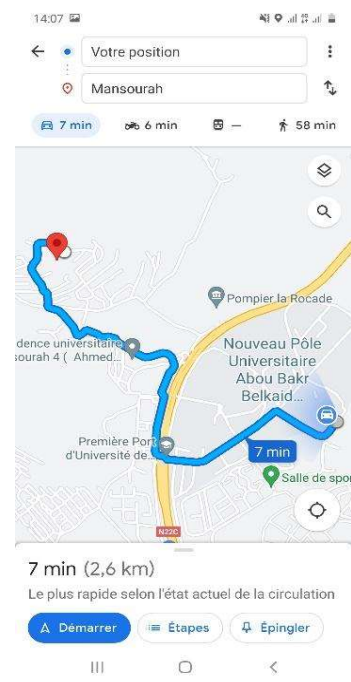 14:07
Votre position
Mansourah
7 min
6 min
—
58 min
Pompier la Rocade
dence universitaire
sourah 4 ( Ahmed...
Nouveau Pôle
Universitaire
Abou Bakr
Belkaid...
Première Port
d'Université de...
7 min
Salle de spor
N22C
7 min (2,6 km)
Le plus rapide selon l'état actuel de la circulation
Démarrer
Étapes
Épingler